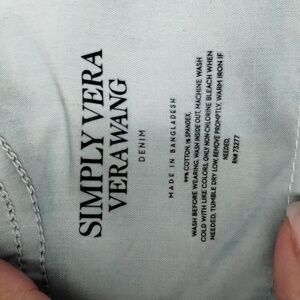 SIMPLY VERA
VERAWANG
DENIM
MADE IN BANGLADESH
99% COTTON, 1% SPANDEX,
WASH BEFORE WEARING, WASH INSIDE OUT, MACHINE WASH
COLD WITH LIKE COLORS, ONLY NON-CHLORINE BLEACH WHEN
NEEDED, TUMBLE DRY LOW, REMOVE PROMPTLY, WARM IRON IF
NEEDED,
RN# 73277